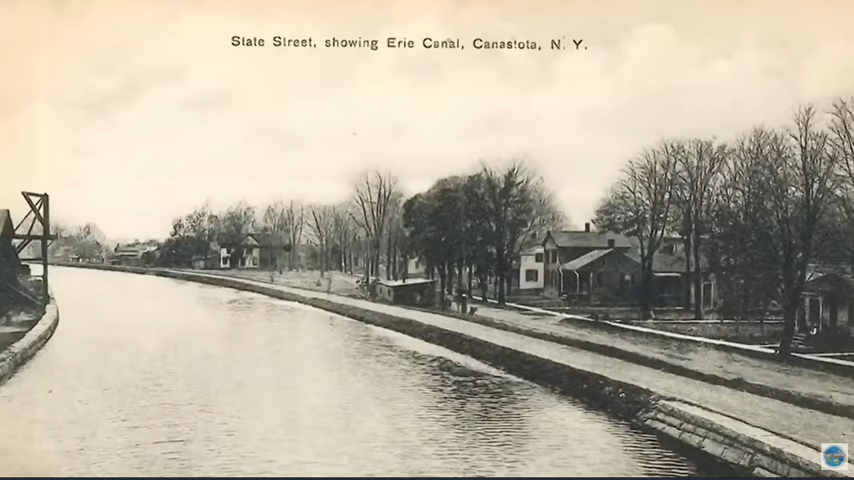 State Street, showing Erie Canal, Canastota, N. Y.